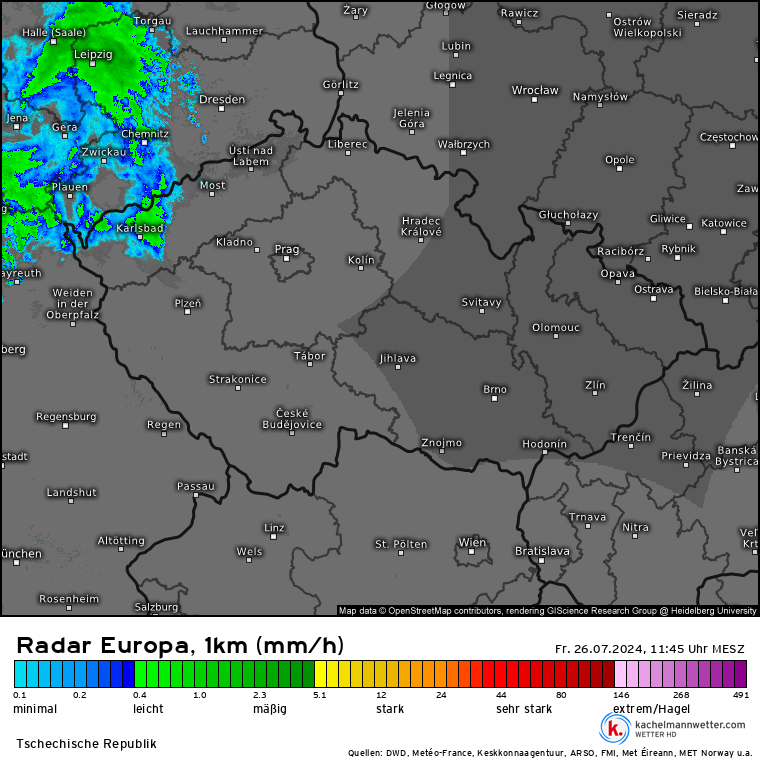 Głogów
Żary
Rawicz
Sieradz
Torgau
Ostrów
Wielkopolski
Halle (Saale)
Lauchhammer
Lubin
Leipzig
Legnica
Görlitz
Wrocław
Namysłów
Dresden
Jelenia
Góra
Jena
Gera
Chemnitz
Częstochow
Liberec
Wałbrzych
Ústí nad
Labem
Zwickau
Opole
Plauen
Most
Zaw
g
Głuchołazy
Gliwice
Katowice
Hradec
Králové
Karlsbad
Kladno
Prag
Kolín
Racibórz
Rybnik
ayreuth
Opava
Ostrava
Bielsko-Biała
Weiden
in der
Oberpfalz
Plzeň
Svitavy
Olomouc
berg
Tábor
Jihlava
Strakonice
Brno
Zlín
Žilina
Regensburg
Regen
České
Budějovice
Znojmo
Hodonín
Trenčín
Prievidza
Banská
Bystrica
stadt
Landshut
Passau
Trnava
Nitra
Linz
Veľ
Krt
Altötting
ünchen
Wels
St. Pölten
Wien
Bratislava
Rosenheim
Salzburg
Map data © OpenStreetMap contributors, rendering GIScience Research Group @ Heidelberg University
Radar Europa, 1km (mm/h)
Fr. 26.07.2024, 11:45 Uhr MESZ
0.1 0.2 0.4 1.0 2.3 5.1 12 24 44 80 146 268 491
minimal leicht mäßig stark sehr stark extrem/Hagel
k. kachelmannwetter.com
WETTER HD
Tschechische Republik
Quellen: DWD, Metéo-France, Keskkonnaagentuur, ARSO, FMI, Met Éireann, MET Norway u.a.